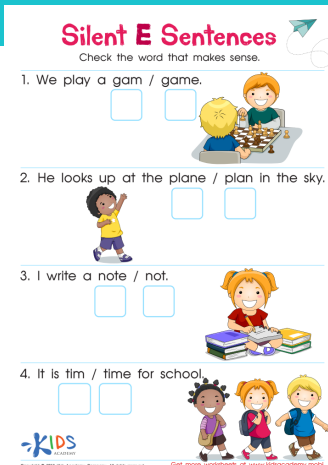 Silent E Sentences
Check the word that makes sense.
1. We play a gam / game.
2. He looks up at the plane / plan in the sky.
3. I write a note / not.
4. It is tim / time for school.
KIDS
ACADEMY
Get more worksheets at www.kidsacademy.mobi